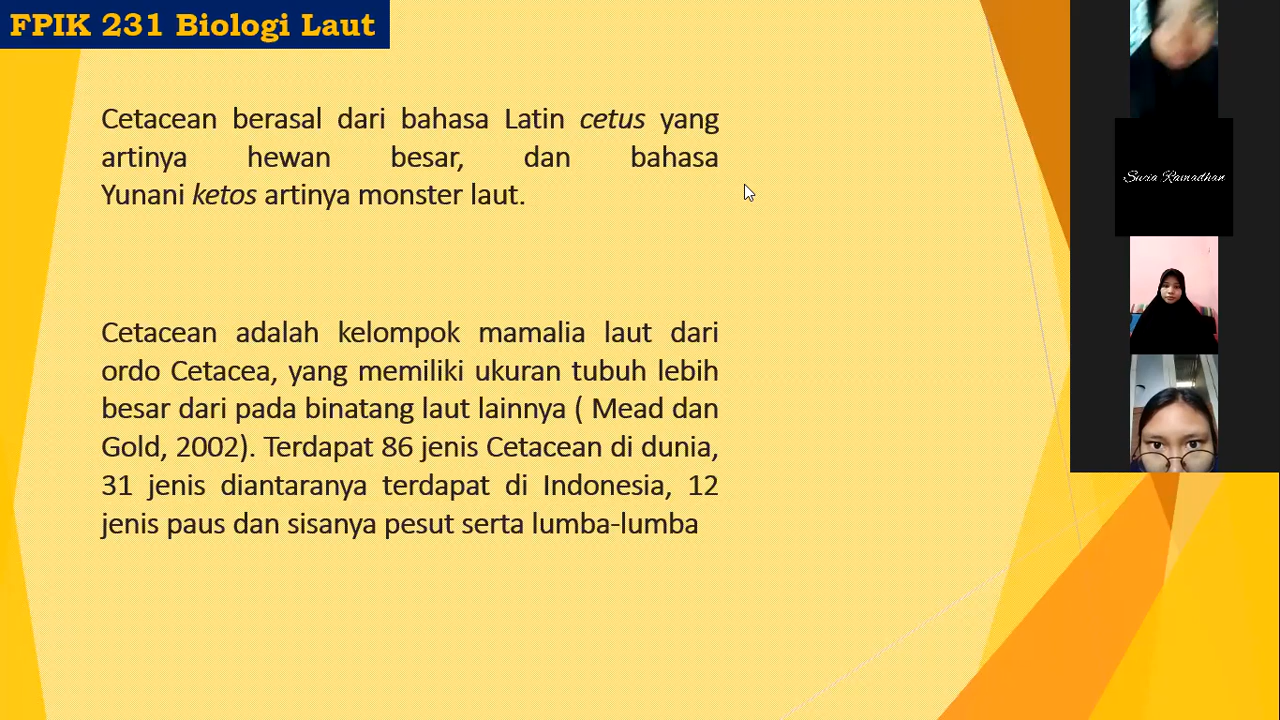 FPIK 231 Biologi Laut
Cetacean berasal dari bahasa Latin cetus yang
artinya hewan besar, dan bahasa
Yunani ketos artinya monster laut.
Cetacean adalah kelompok mamalia laut dari
ordo Cetacea, yang memiliki ukuran tubuh lebih
besar dari pada binatang laut lainnya ( Mead dan
Gold, 2002). Terdapat 86 jenis Cetacean di dunia,
31 jenis diantaranya terdapat di Indonesia, 12
jenis paus dan sisanya pesut serta lumba-lumba
Suria Ramadhan